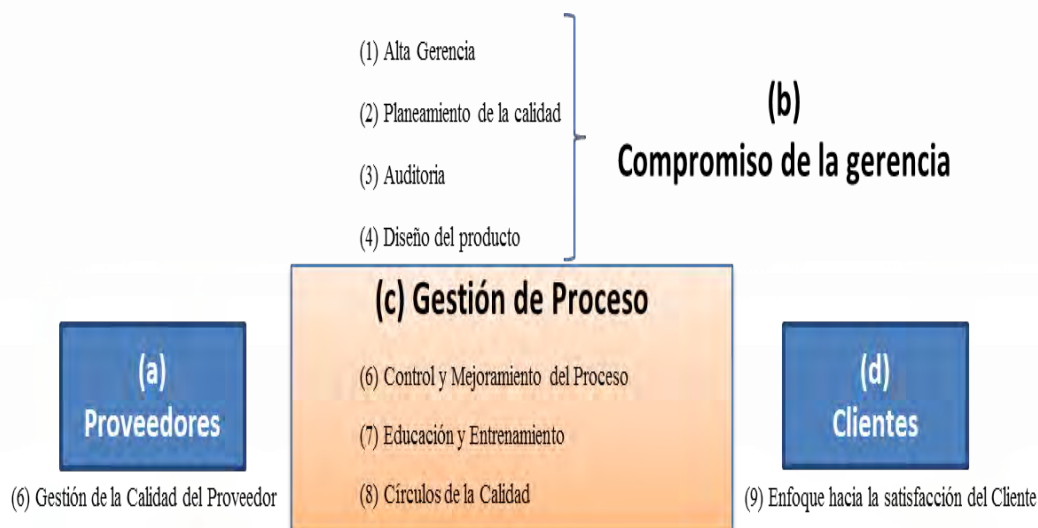 (1) Alta Gerencia
(2) Planeamiento de la calidad
(3) Auditoria
(4) Diseño del producto
(b)
Compromiso de la gerencia
(c) Gestión de Proceso
(6) Control y Mejoramiento del Proceso
(7) Educación y Entrenamiento
(8) Círculos de la Calidad
(a)
Proveedores
(6) Gestión de la Calidad del Proveedor
(d)
Clientes
(9) Enfoque hacia la satisfacción del Cliente